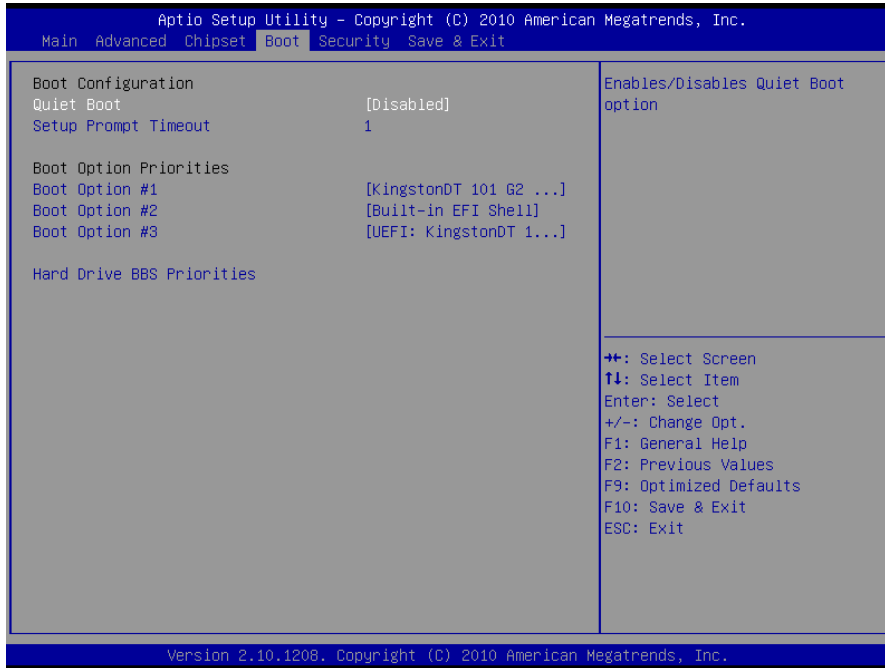 Aptio Setup Utility – Copyright (C) 2010 American Megatrends, Inc.
Main Advanced Chipset Boot Security Save & Exit
Boot Configuration
Quiet Boot [Disabled]
Setup Prompt Timeout 1
Boot Option Priorities
Boot Option #1 [KingstonDT 101 G2 ...]
Boot Option #2 [Built-in EFI Shell]
Boot Option #3 [UEFI: KingstonDT 1...]
Hard Drive BBS Priorities
Enables/Disables Quiet Boot
option
→←: Select Screen
↑↓: Select Item
Enter: Select
+/-: Change Opt.
F1: General Help
F2: Previous Values
F9: Optimized Defaults
F10: Save & Exit
ESC: Exit
Version 2.10.1208. Copyright (C) 2010 American Megatrends, Inc.